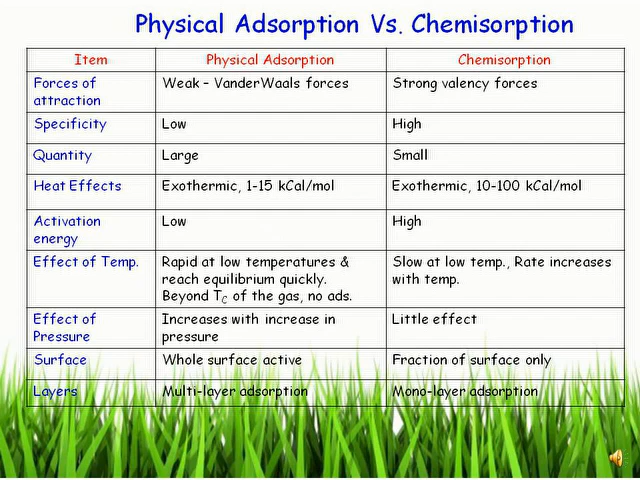 Physical Adsorption Vs. Chemisorption
Item Physical Adsorption Chemisorption
Forces of Weak – VanderWaals forces Strong valency forces
attraction
Specificity Low High
Quantity Large Small
Heat Effects Exothermic, 1-15 kCal/mol Exothermic, 10-100 kCal/mol
Activation Low High
energy
Effect of Temp. Rapid at low temperatures & Slow at low temp., Rate increases
reach equilibrium quickly. with temp.
Beyond TC of the gas, no ads.
Effect of Increases with increase in Little effect
Pressure pressure
Surface Whole surface active Fraction of surface only
Layers Multi-layer adsorption Mono-layer adsorption